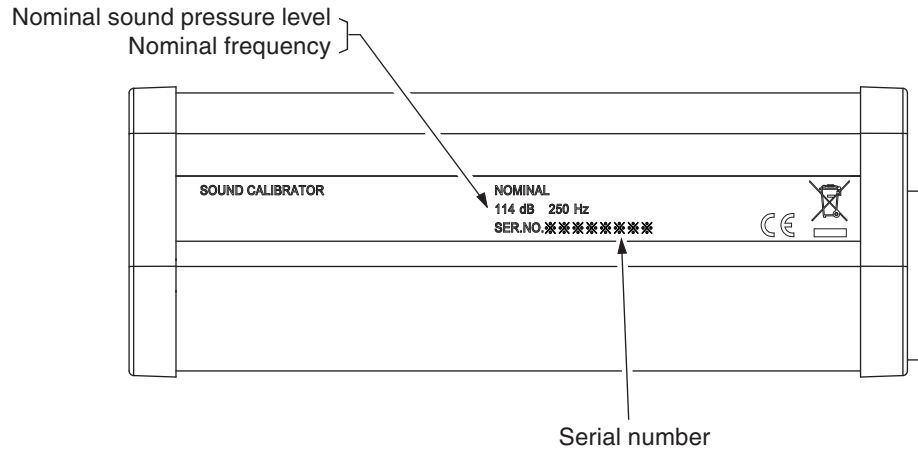 Nominal sound pressure level
Nominal frequency
SOUND CALIBRATOR
NOMINAL
114 dB 250 Hz
SER.NO.※※※※※※※※
CE
Serial number